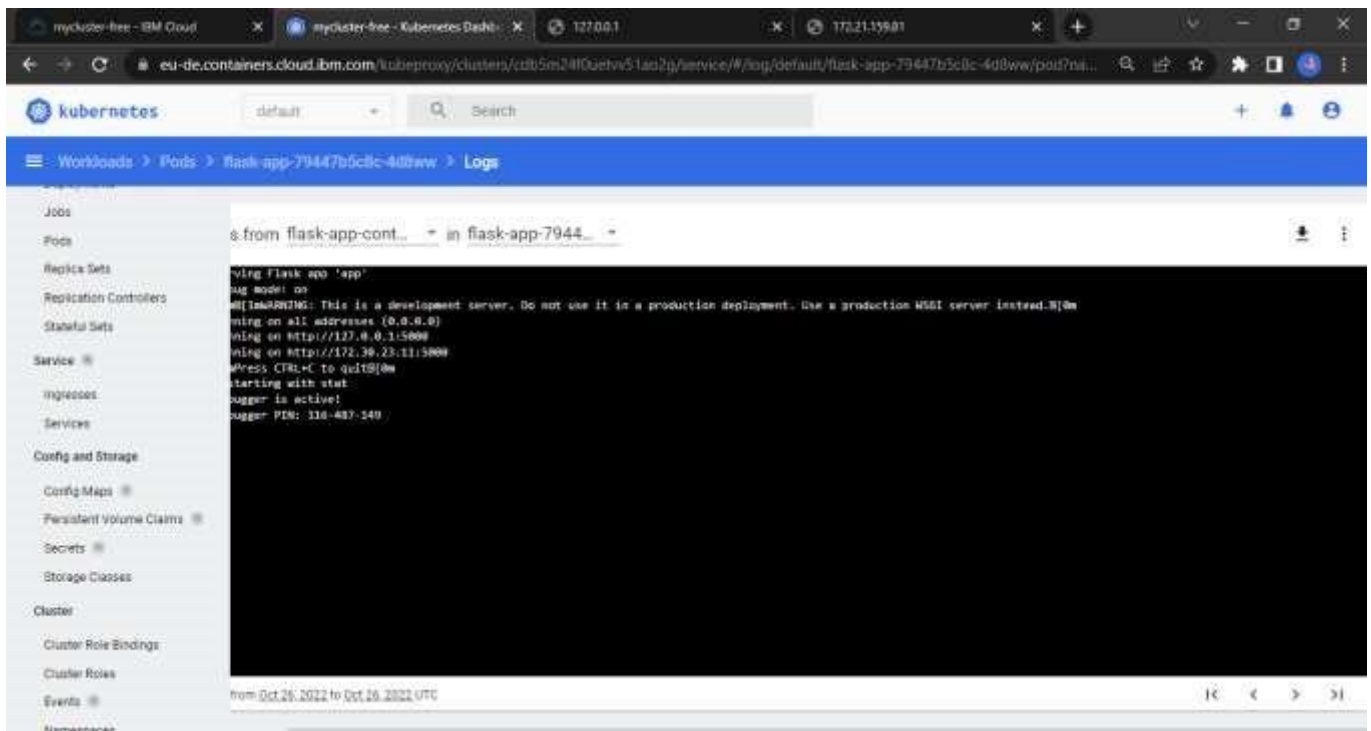 mycluster-free - IBM Cloud
mycluster-free - Kubernetes Dashb
127.0.0.1
172.21.159.81
eu-de.containers.cloud.ibm.com/kubeproxy/clusters/
kubernetes
default
Search
Workloads > Pods > flask-app-79447b5c8c-4d8ww > Logs
Jobs
Pods
Replica Sets
Replication Controllers
Stateful Sets
Service
Ingresses
Services
Config and Storage
Config Maps
Persistent Volume Claims
Secrets
Storage Classes
Cluster
Cluster Role Bindings
Cluster Roles
Events
Namespaces
s from flask-app-cont... in flask-app-7944...
ving Flask app 'app'
ug mode: on
WARNING: This is a development server. Do not use it in a production deployment. Use a production WSGI server instead.
nning on all addresses (0.0.0.0)
nning on http://127.0.0.1:5000
nning on http://172.30.23.11:5000
Press CTRL+C to quit
starting with stat
bugger is active!
bugger PIN: 316-487-149
from Oct 26, 2022 to Oct 26, 2022 UTC